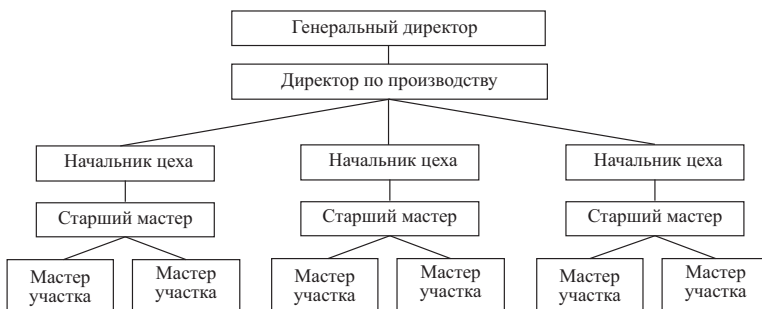 Генеральный директор
Директор по производству
Начальник цеха
Начальник цеха
Начальник цеха
Старший мастер
Старший мастер
Старший мастер
Мастер
участка
Мастер
участка
Мастер
участка
Мастер
участка
Мастер
участка
Мастер
участка